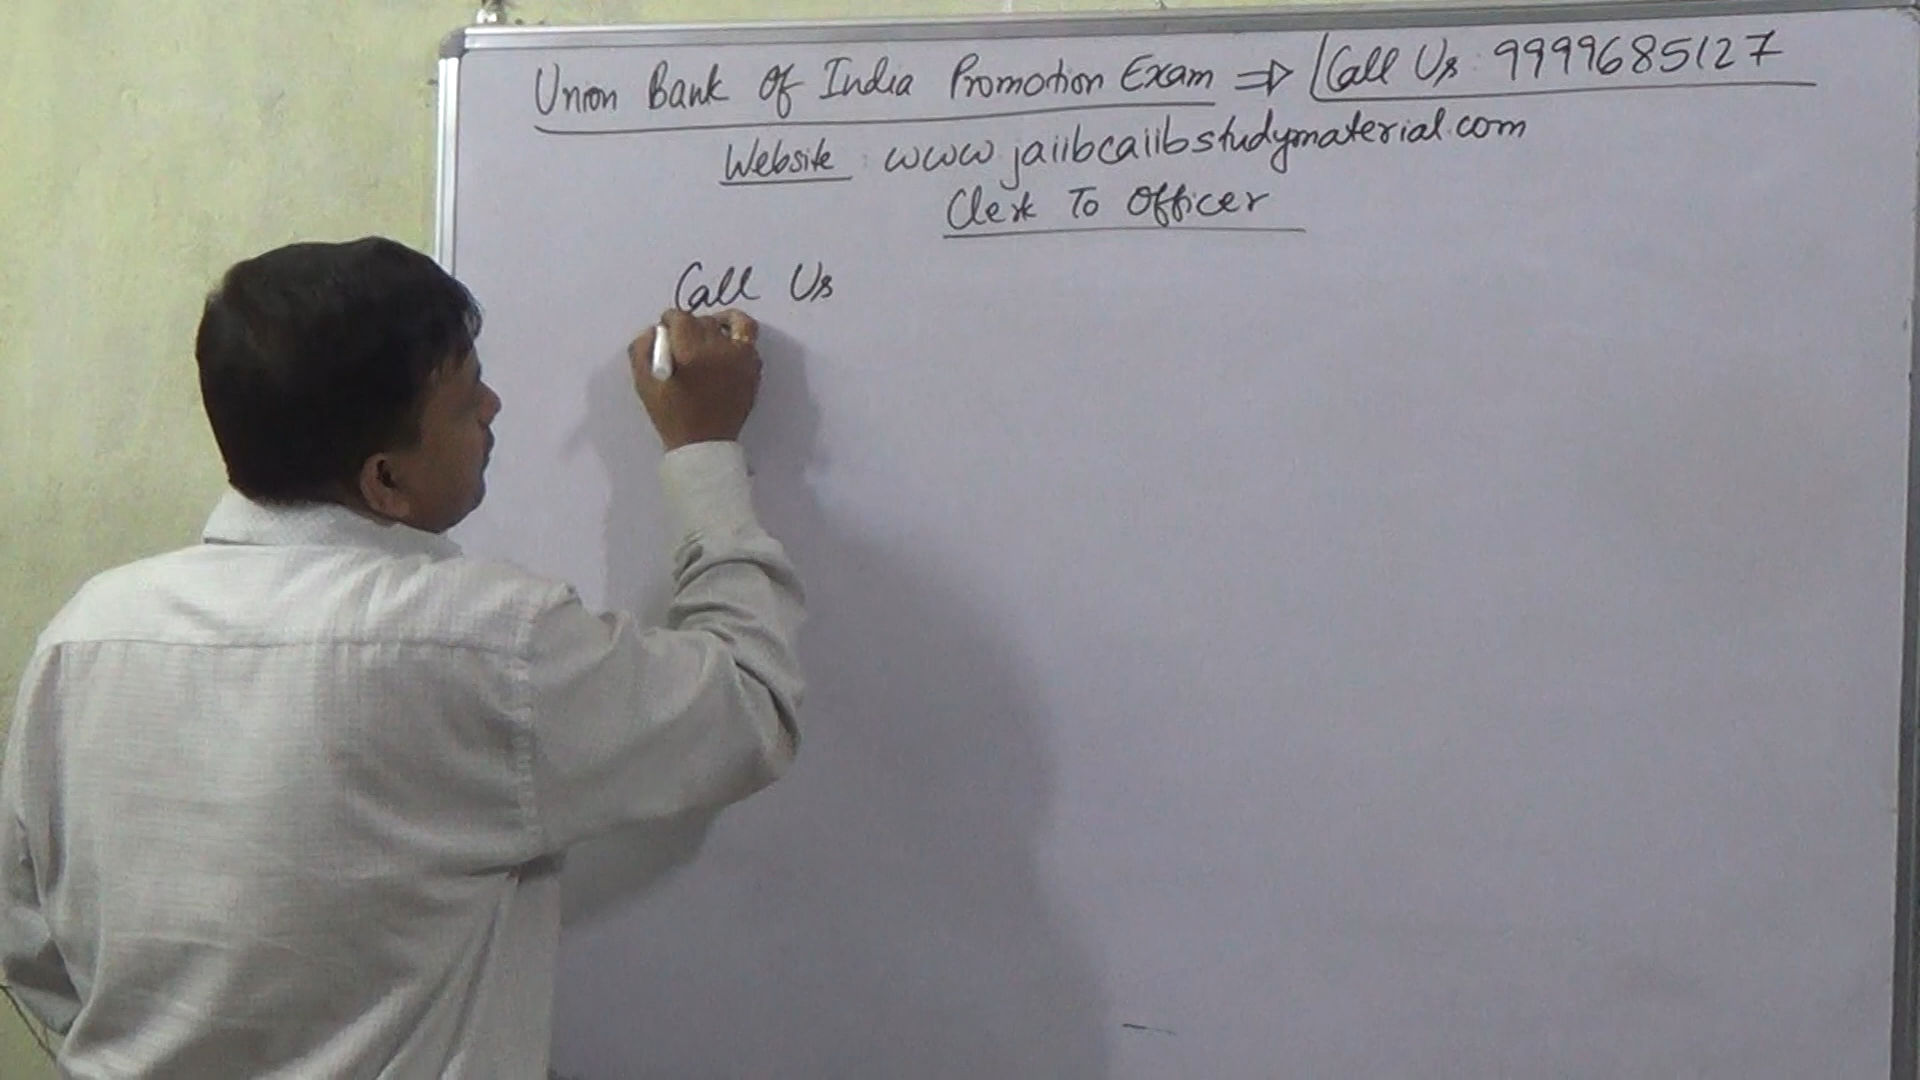 Union Bank Of India Promotion Exam ⇒ Call Us : 9999685127
Website : www.jaiibcaiibstudymaterial.com
Clerk To Officer
Call Us